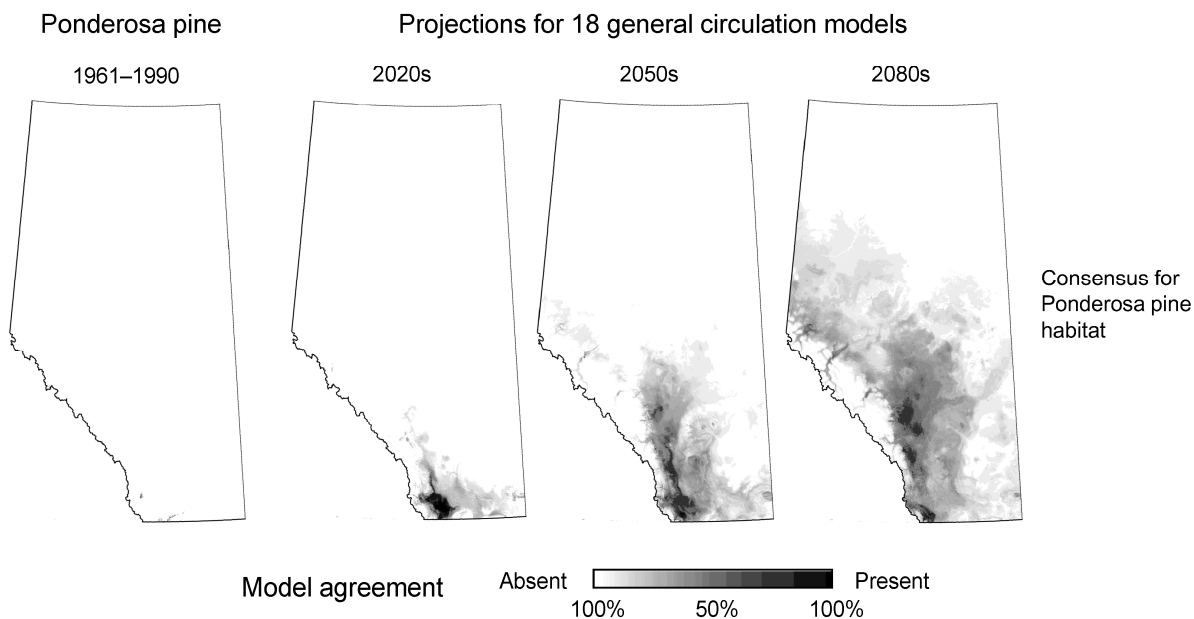 Ponderosa pine
Projections for 18 general circulation models
1961–1990
2020s
2050s
2080s
Consensus for
Ponderosa pine
habitat
Model agreement
Absent
Present
100%
50%
100%